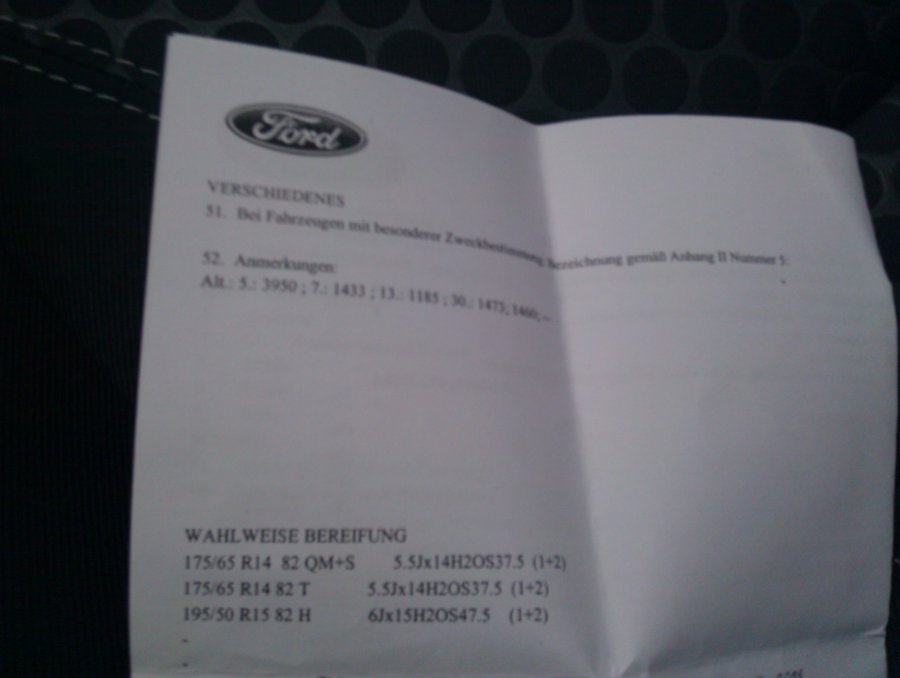 Ford
VERSCHIEDENES
51. Bei Fahrzeugen mit besonderer Zweckbestimmung: Bezeichnung gemäß Anhang II Nummer 5:
-
52. Anmerkungen:
Alt.: 5.: 3950 ; 7.: 1433 ; 13.: 1185 ; 30.: 1473; 1460; –
WAHLWEISE BEREIFUNG
175/65 R14 82 QM+S 5.5Jx14H2OS37.5 (1+2)
175/65 R14 82 T 5.5Jx14H2OS37.5 (1+2)
195/50 R15 82 H 6Jx15H2OS47.5 (1+2)
-
-